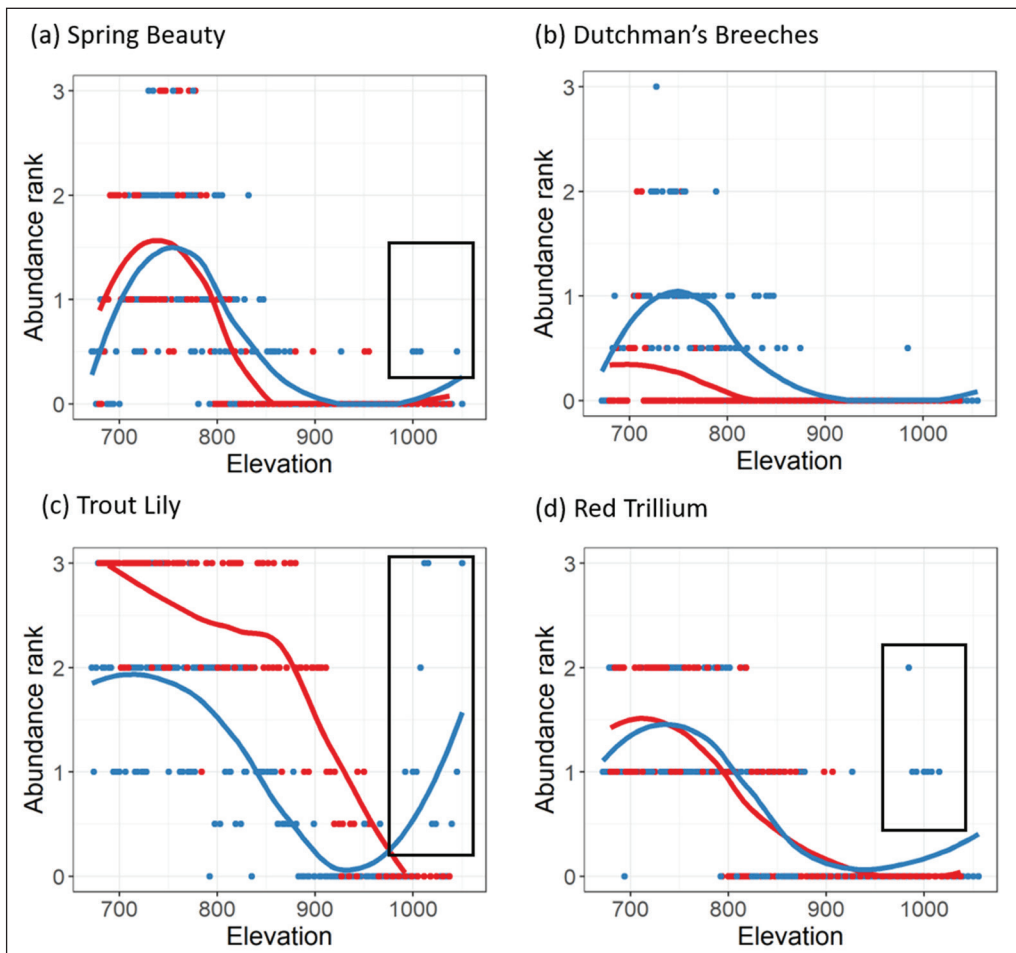 (a) Spring Beauty
Abundance rank
3
2
1
0
700 800 900 1000
Elevation
(b) Dutchman's Breeches
Abundance rank
3
2
1
0
700 800 900 1000
Elevation
(c) Trout Lily
Abundance rank
3
2
1
0
700 800 900 1000
Elevation
(d) Red Trillium
Abundance rank
3
2
1
0
700 800 900 1000
Elevation